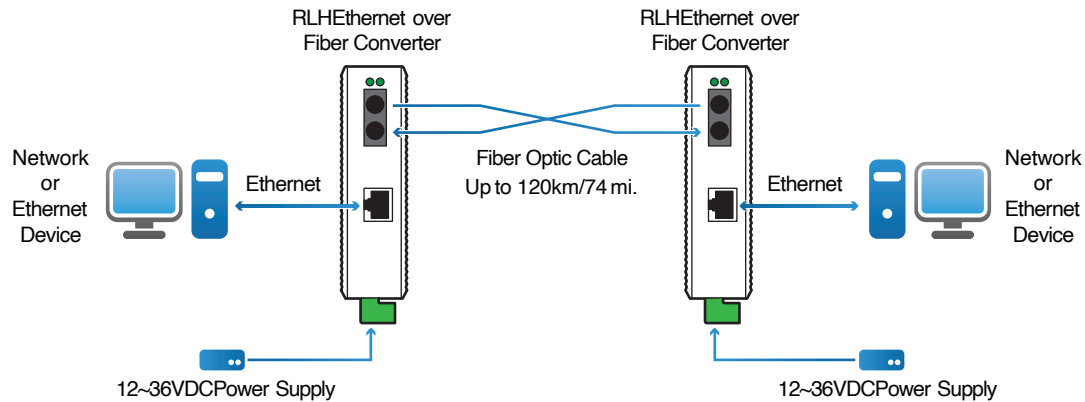 RLHEthernet over
Fiber Converter
RLHEthernet over
Fiber Converter
Network
or
Ethernet
Device
Ethernet
Fiber Optic Cable
Up to 120km/74 mi.
Ethernet
Network
or
Ethernet
Device
12~36VDCPower Supply
12~36VDCPower Supply